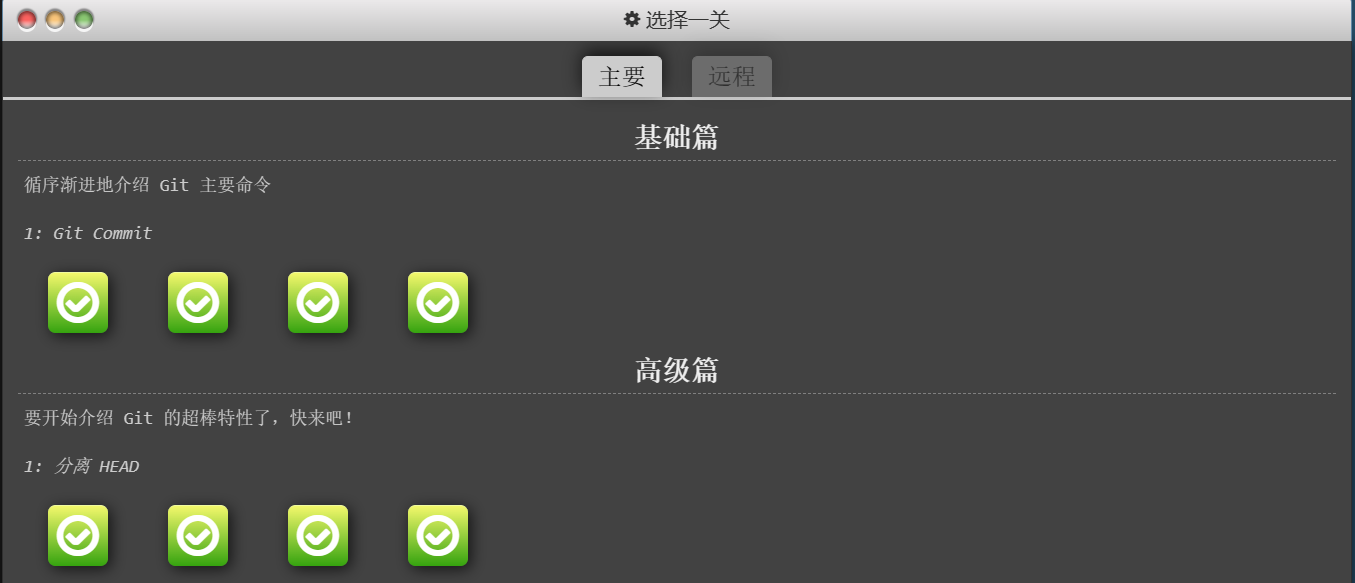 选择一关
主要 远程
基础篇
循序渐进地介绍 Git 主要命令
1: Git Commit
高级篇
要开始介绍 Git 的超棒特性了，快来吧！
1: 分离 HEAD